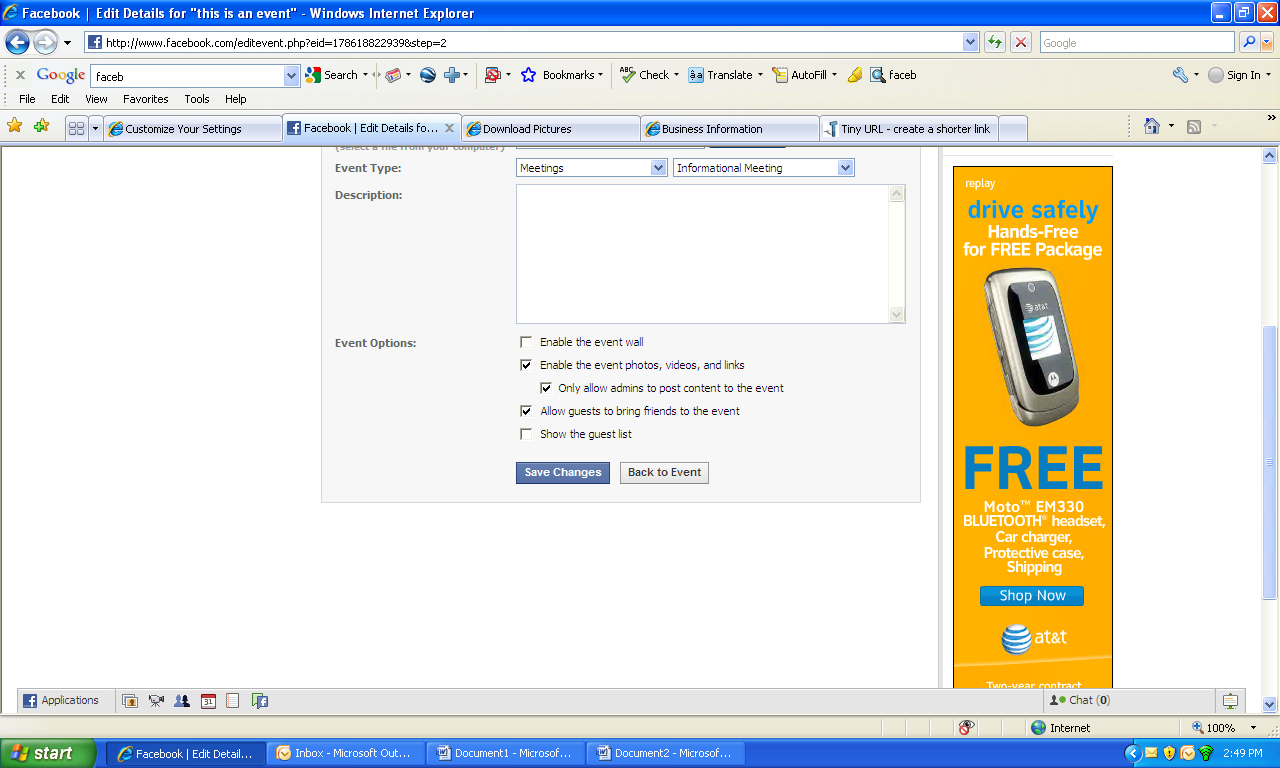 Facebook | Edit Details for "this is an event" - Windows Internet Explorer
http://www.facebook.com/editevent.php?eid=178618822939&step=2
Google
Google faceb Search Bookmarks Check Translate AutoFill faceb Sign In
File Edit View Favorites Tools Help
Customize Your Settings Facebook | Edit Details fo... Download Pictures Business Information Tiny URL - create a shorter link
(select a file from your computer)
Event Type: Meetings Informational Meeting
Description:
Event Options: Enable the event wall
Enable the event photos, videos, and links
Only allow admins to post content to the event
Allow guests to bring friends to the event
Show the guest list
Save Changes Back to Event
replay
drive safely
Hands-Free
for FREE Package
at&t
FREE
Moto™ EM330
BLUETOOTH® headset,
Car charger,
Protective case,
Shipping
Shop Now
at&t
Two-year contract
Applications 31 Chat (0)
Internet 100%
start Facebook | Edit Detail... Inbox - Microsoft Out... Document1 - Microsof... Document2 - Microsof... 2:49 PM